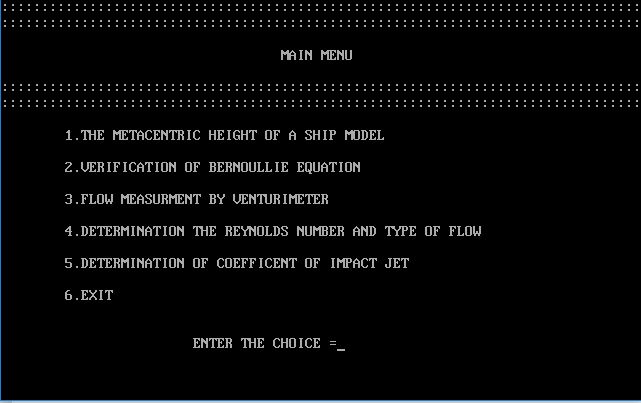 MAIN MENU
1.THE METACENTRIC HEIGHT OF A SHIP MODEL
2.VERIFICATION OF BERNOULLIE EQUATION
3.FLOW MEASURMENT BY VENTURIMETER
4.DETERMINATION THE REYNOLDS NUMBER AND TYPE OF FLOW
5.DETERMINATION OF COEFFICENT OF IMPACT JET
6.EXIT
ENTER THE CHOICE =_